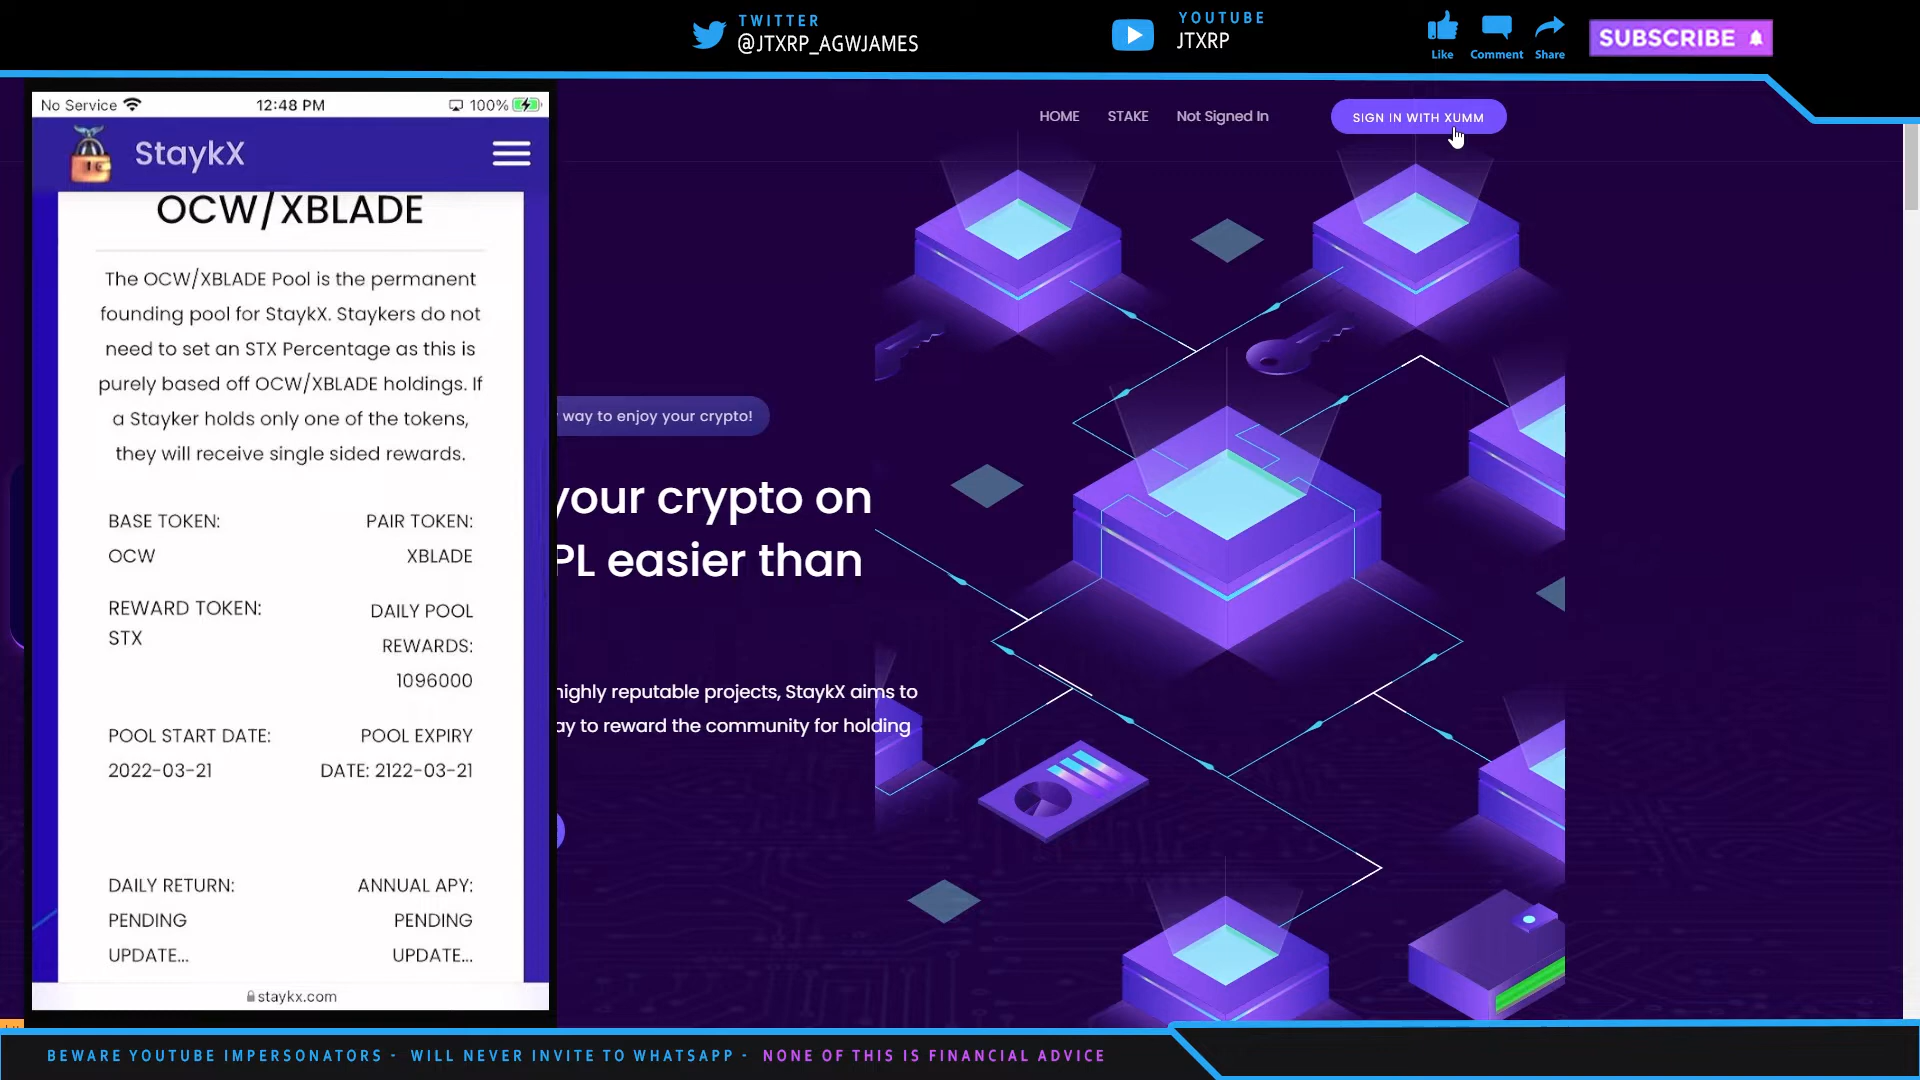 TWITTER
@JTXRP_AGWJAMES
YOUTUBE
JTXRP
Like
Comment
Share
SUBSCRIBE
No Service
12:48 PM
100%
StaykX
OCW/XBLADE
The OCW/XBLADE Pool is the permanent
founding pool for StaykX. Staykers do not
need to set an STX Percentage as this is
purely based off OCW/XBLADE holdings. If
a Stayker holds only one of the tokens,
they will receive single sided rewards.
BASE TOKEN:
OCW
PAIR TOKEN:
XBLADE
REWARD TOKEN:
STX
DAILY POOL
REWARDS:
1096000
POOL START DATE:
2022-03-21
POOL EXPIRY
DATE: 2122-03-21
DAILY RETURN:
PENDING
UPDATE...
ANNUAL APY:
PENDING
UPDATE...
staykx.com
HOME
STAKE
Not Signed In
SIGN IN WITH XUMM
way to enjoy your crypto!
your crypto on
PL easier than
highly reputable projects, StaykX aims to
ay to reward the community for holding
BEWARE YOUTUBE IMPERSONATORS - WILL NEVER INVITE TO WHATSAPP - NONE OF THIS IS FINANCIAL ADVICE